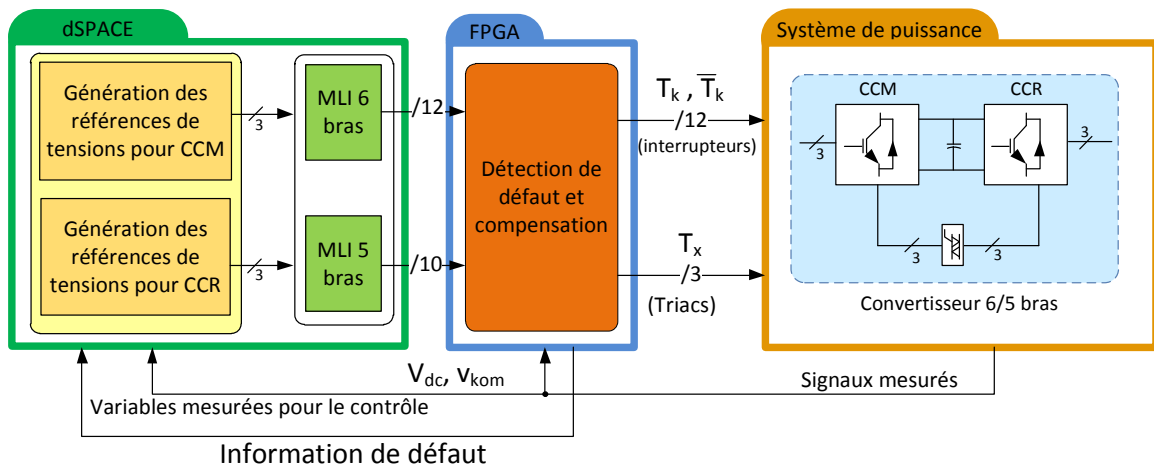 dSPACE
Génération des
références de
tensions pour CCM
3
Génération des
références de
tensions pour CCR
3
MLI 6
bras
/12
MLI 5
bras
/10
FPGA
Détection de
défaut et
compensation
Tk , T̅k
/12
(interrupteurs)
Tx
/3
(Triacs)
Système de puissance
CCM
CCR
3
3
3
3
Convertisseur 6/5 bras
Vdc, vkom
Signaux mesurés
Variables mesurées pour le contrôle
Information de défaut